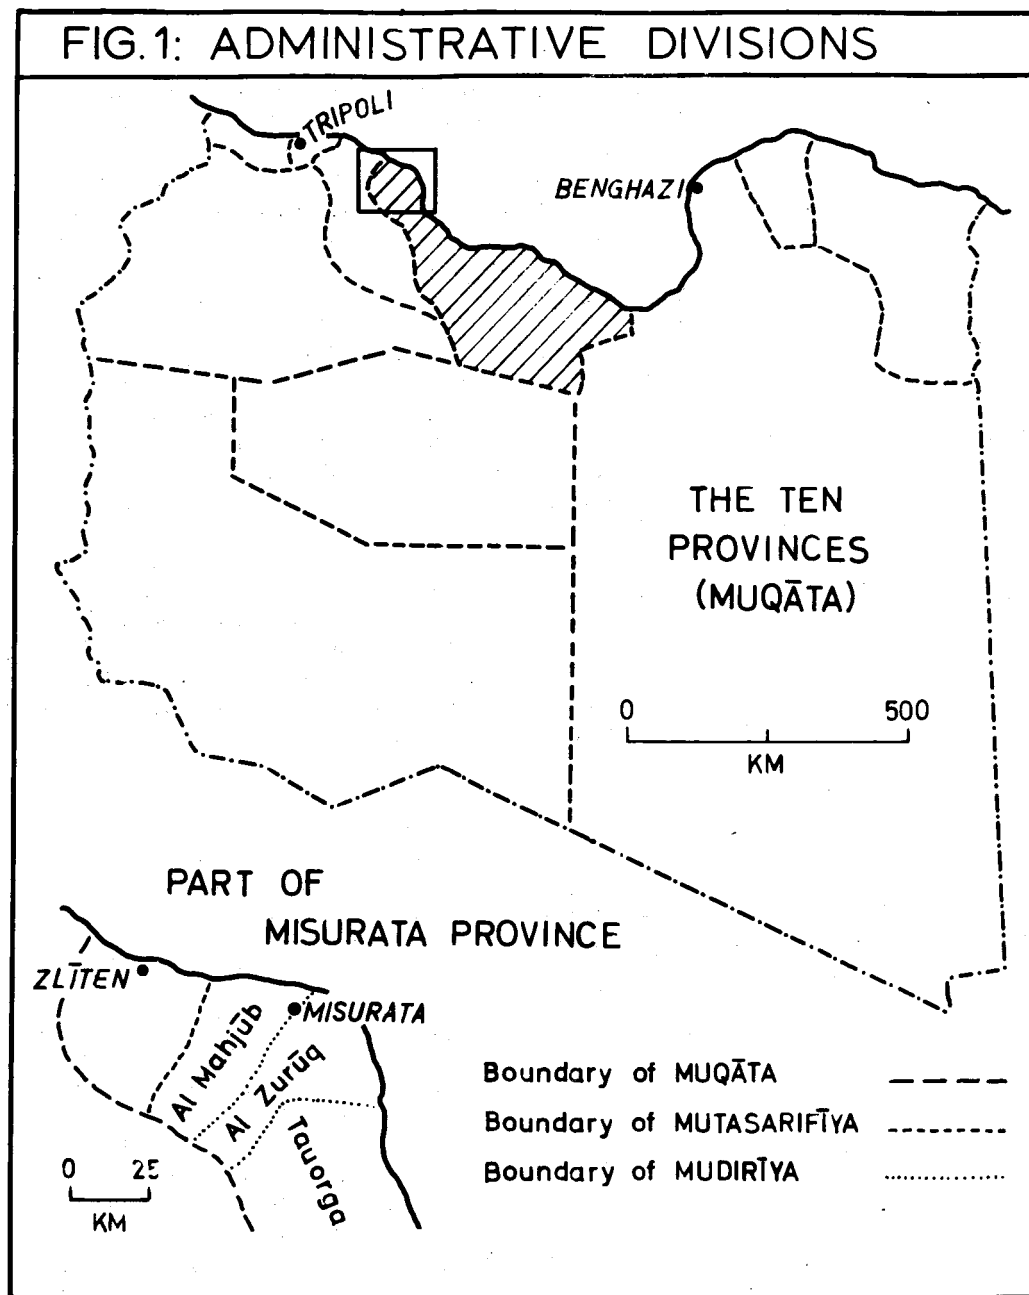 FIG.1: ADMINISTRATIVE DIVISIONS
TRIPOLI
BENGHAZI
THE TEN
PROVINCES
(MUQĀTA)
0 500
KM
PART OF
MISURATA PROVINCE
ZLĪTEN
MISURATA
Al Mahjūb
Al Zurūq
Tauorga
0 25
KM
Boundary of MUQĀTA
Boundary of MUTASARIFĪYA
Boundary of MUDIRĪYA